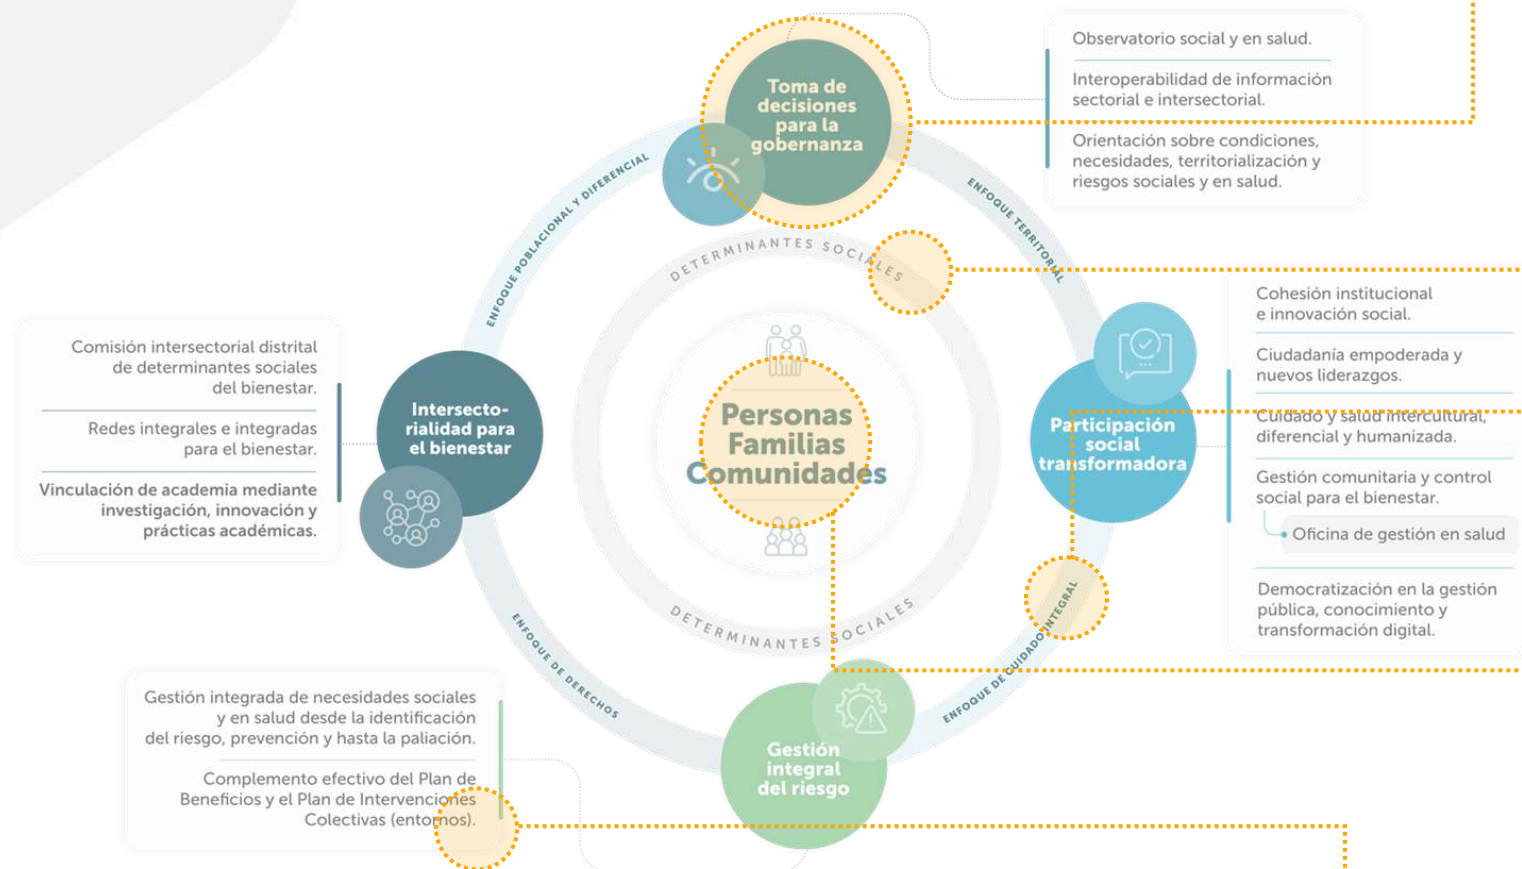 Toma de
decisiones
para la
gobernanza
Observatorio social y en salud.
Interoperabilidad de información
sectorial e intersectorial.
Orientación sobre condiciones,
necesidades, territorialización y
riesgos sociales y en salud.
ENFOQUE POBLACIONAL Y DIFERENCIAL
ENFOQUE TERRITORIAL
DETERMINANTES SOCIALES
Personas
Familias
Comunidades
DETERMINANTES SOCIALES
Comisión intersectorial distrital
de determinantes sociales
del bienestar.
Redes integrales e integradas
para el bienestar.
Vinculación de academia mediante
investigación, innovación y
prácticas académicas.
Intersecto-
rialidad para
el bienestar
Participación
social
transformadora
Cohesión institucional
e innovación social.
Ciudadanía empoderada y
nuevos liderazgos.
Cuidado y salud intercultural,
diferencial y humanizada.
Gestión comunitaria y control
social para el bienestar.
Oficina de gestión en salud
Democratización en la gestión
pública, conocimiento y
transformación digital.
ENFOQUE DE DERECHOS
ENFOQUE DE CUIDADO INTEGRAL
Gestión integrada de necesidades sociales
y en salud desde la identificación
del riesgo, prevención y hasta la paliación.
Complemento efectivo del Plan de
Beneficios y el Plan de Intervenciones
Colectivas (entornos).
Gestión
integral
del riesgo